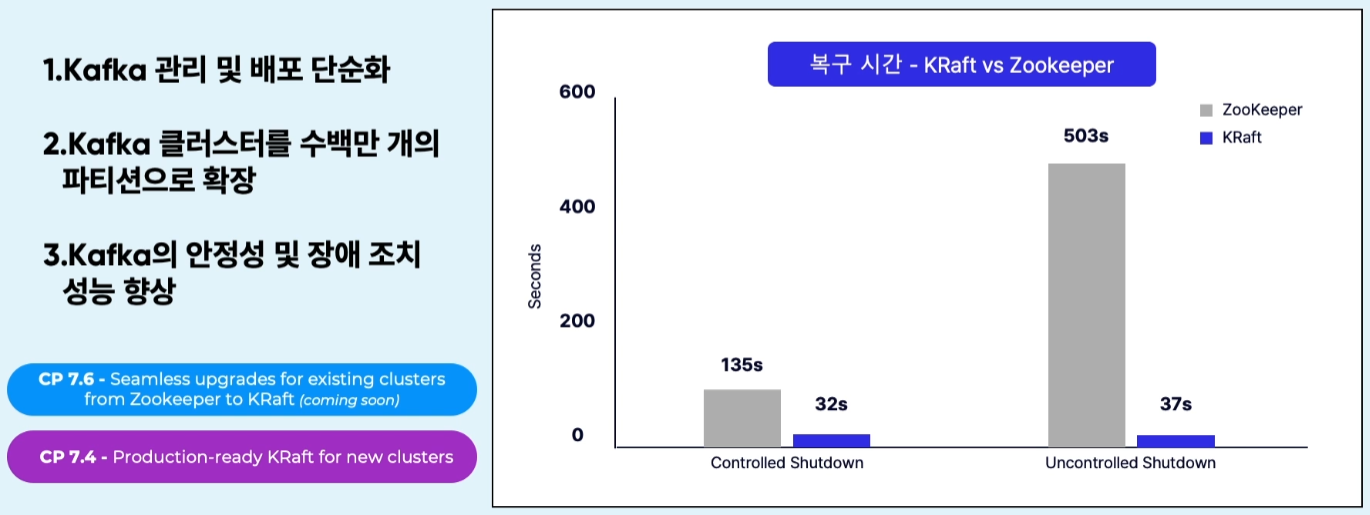 1.Kafka 관리 및 배포 단순화
2.Kafka 클러스터를 수백만 개의
파티션으로 확장
3.Kafka의 안정성 및 장애 조치
성능 향상
CP 7.6 - Seamless upgrades for existing clusters
from Zookeeper to KRaft (coming soon)
CP 7.4 - Production-ready KRaft for new clusters
복구 시간 - KRaft vs Zookeeper
ZooKeeper
KRaft
Seconds
600
400
200
0
135s
32s
503s
37s
Controlled Shutdown
Uncontrolled Shutdown